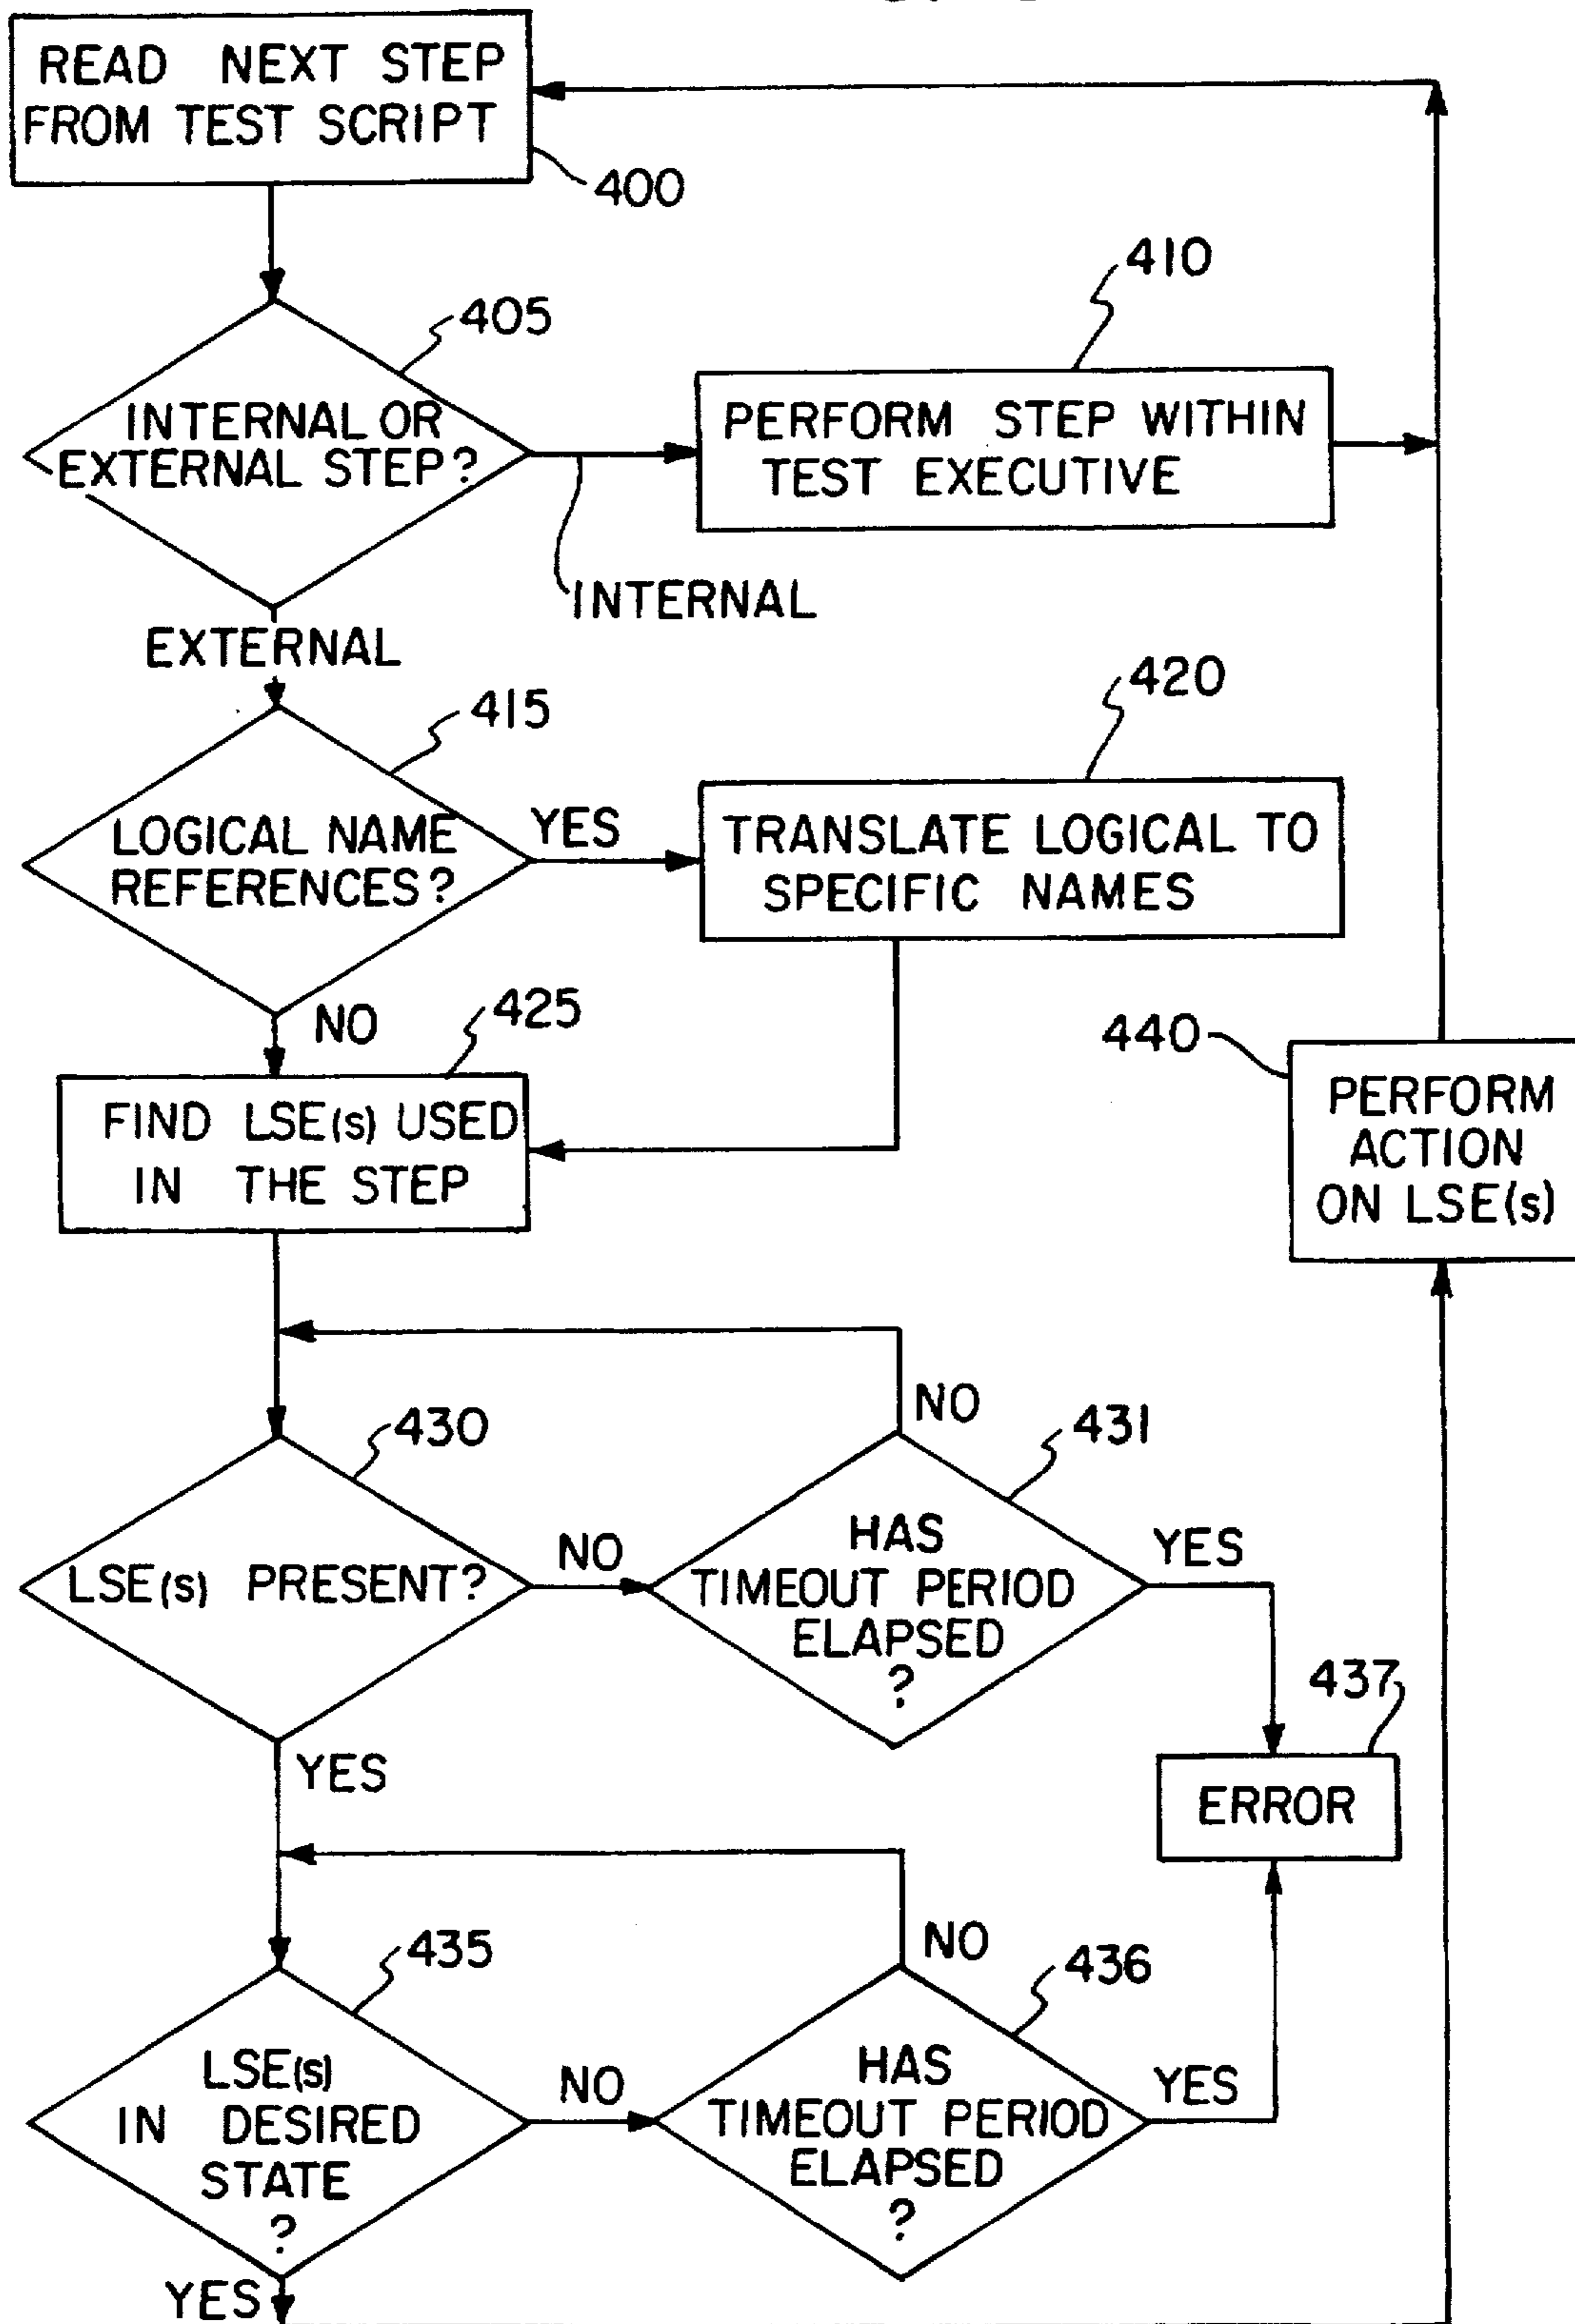 READ NEXT STEP
FROM TEST SCRIPT
400
405
410
INTERNAL OR
EXTERNAL STEP?
PERFORM STEP WITHIN
TEST EXECUTIVE
INTERNAL
EXTERNAL
415
420
LOGICAL NAME
REFERENCES?
YES
TRANSLATE LOGICAL TO
SPECIFIC NAMES
NO
425
FIND LSE(s) USED
IN THE STEP
440
PERFORM
ACTION
ON LSE(s)
430
NO
431
LSE(s) PRESENT?
NO
HAS
TIMEOUT PERIOD
ELAPSED
?
YES
437
ERROR
YES
435
NO
436
LSE(s)
IN DESIRED
STATE
?
NO
HAS
TIMEOUT PERIOD
ELAPSED
?
YES
YES